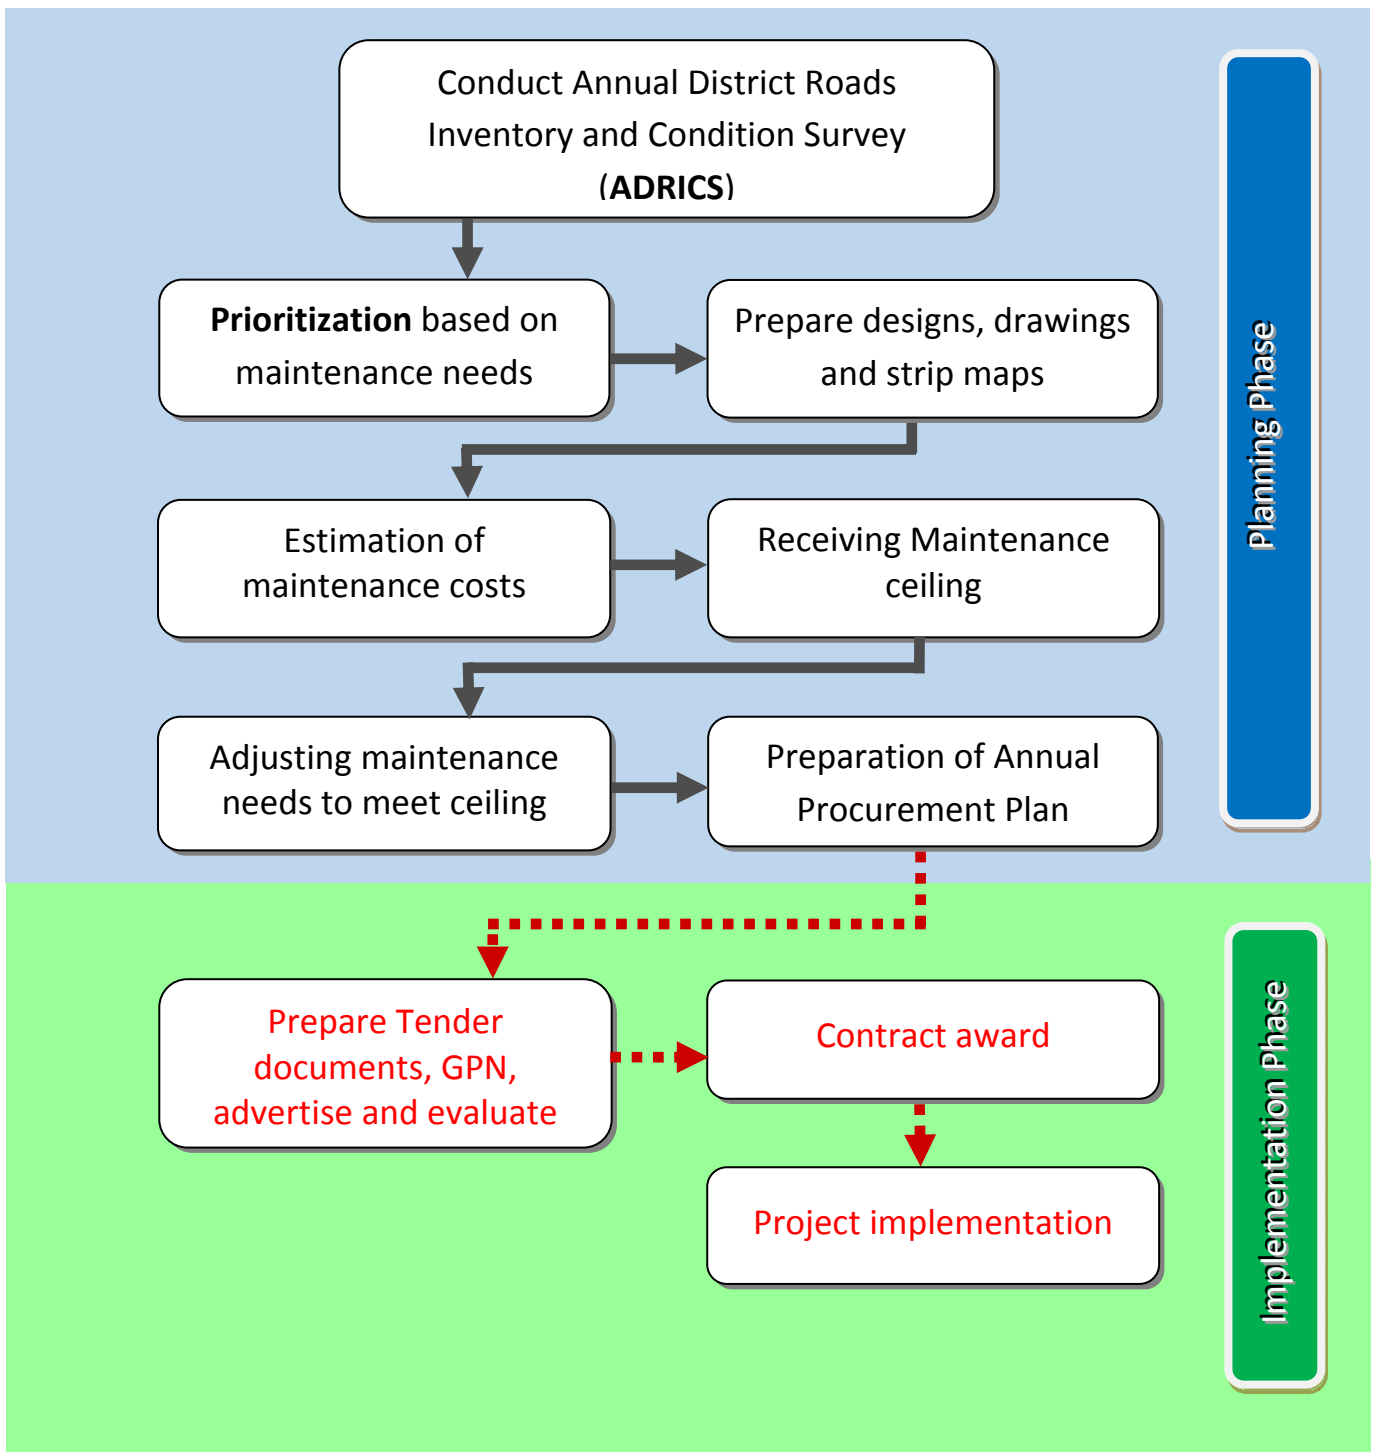 Conduct Annual District Roads
Inventory and Condition Survey
(ADRICS)
Prioritization based on
maintenance needs
Prepare designs, drawings
and strip maps
Estimation of
maintenance costs
Receiving Maintenance
ceiling
Adjusting maintenance
needs to meet ceiling
Preparation of Annual
Procurement Plan
Planning Phase
Prepare Tender
documents, GPN,
advertise and evaluate
Contract award
Project implementation
Implementation Phase